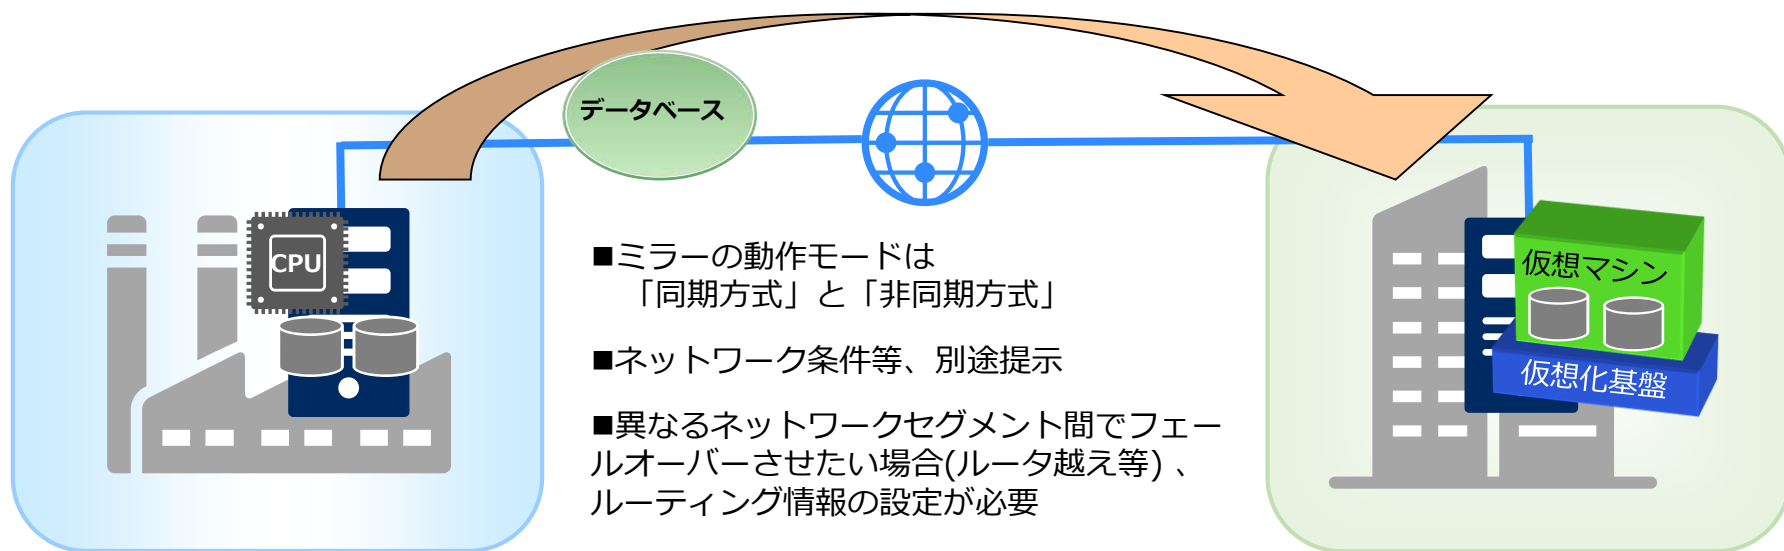 データベース
CPU
■ミラーの動作モードは
「同期方式」と「非同期方式」
■ネットワーク条件等、別途提示
■異なるネットワークセグメント間でフェー
ルオーバーさせたい場合(ルータ越え等) 、
ルーティング情報の設定が必要
仮想マシン
仮想化基盤